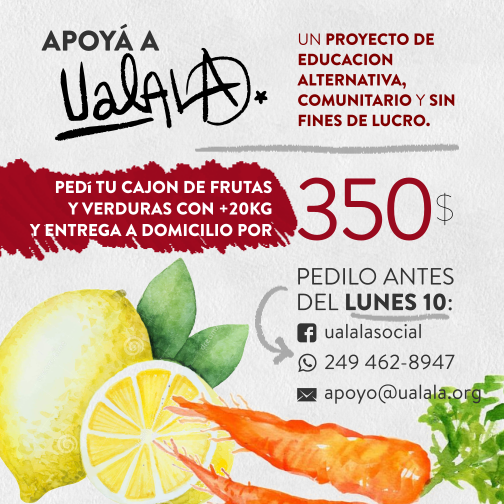 APOYÁ A
UalALA.
UN PROYECTO DE
EDUCACION
ALTERNATIVA,
COMUNITARIO Y SIN
FINES DE LUCRO.
PEDí TU CAJON DE FRUTAS
Y VERDURAS CON +20KG
Y ENTREGA A DOMICILIO POR
350$
PEDILO ANTES
DEL LUNES 10:
ualalasocial
249 462-8947
apoyo@ualala.org